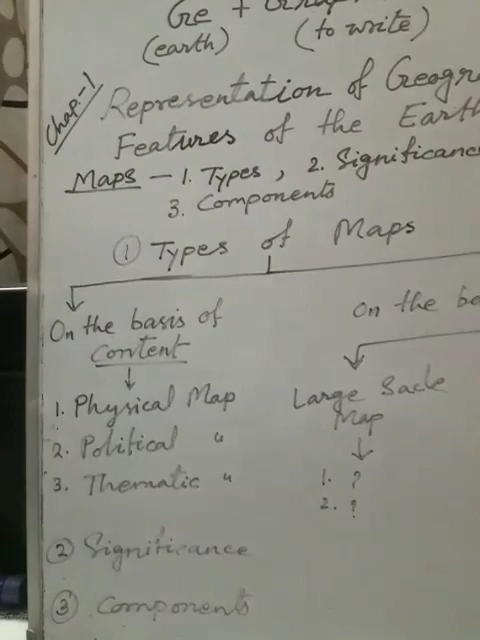 Ge + 
(earth) (to write)
Chap:-1
Representation of Geogr
Features of the Earth
Maps – 1. Types, 2. Significance
3. Components
① Types of Maps
On the basis of
Content
1. Physical Map
2. Political "
3. Thematic "
On the ba
Large Sacle
Map
1. ?
2. ?
② Significance
③ Components